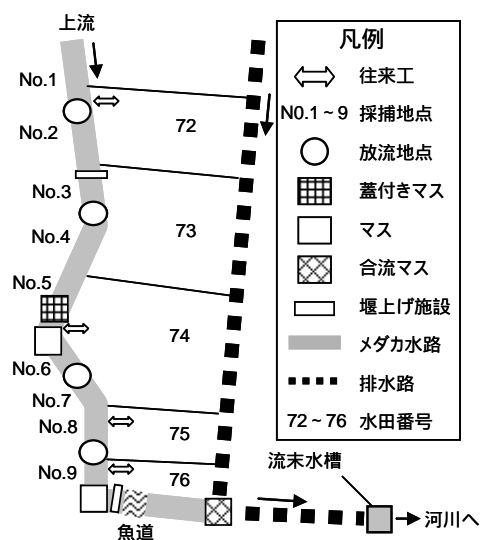 上流
No.1
No.2
No.3
No.4
No.5
No.6
No.7
No.8
No.9
72
73
74
75
76
魚道
凡例
往来工
N0.1~9 採捕地点
放流地点
蓋付きマス
マス
合流マス
堰上げ施設
メダカ水路
排水路
72~76 水田番号
流末水槽
河川へ